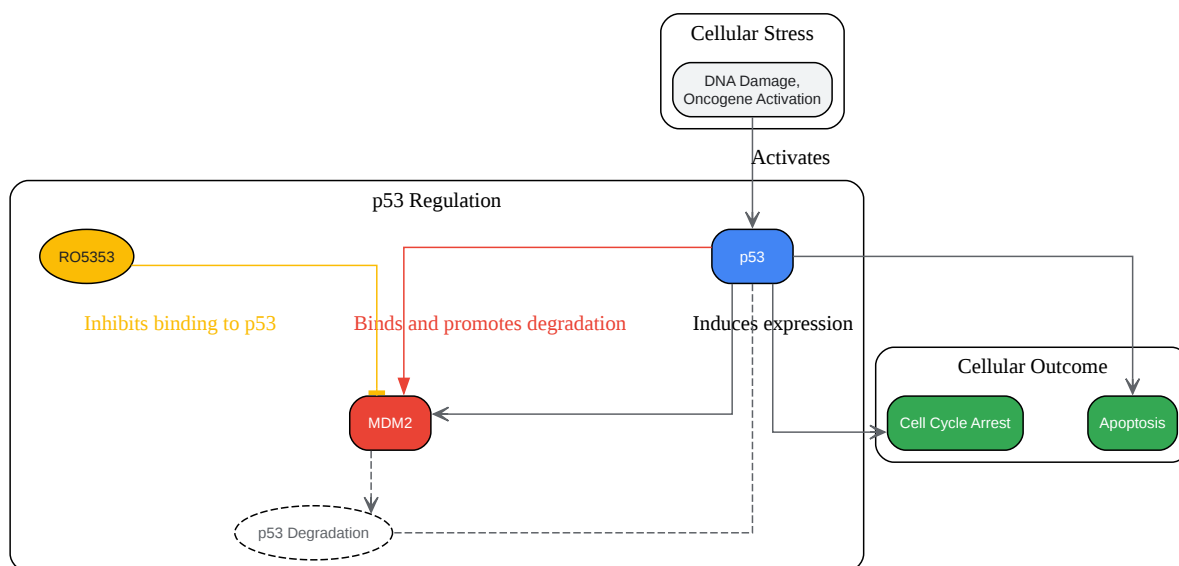 Cellular Stress
DNA Damage,
Oncogene Activation
Activates
p53 Regulation
RO5353
p53
Inhibits binding to p53
Binds and promotes degradation
Induces expression
Cellular Outcome
MDM2
Cell Cycle Arrest
Apoptosis
p53 Degradation